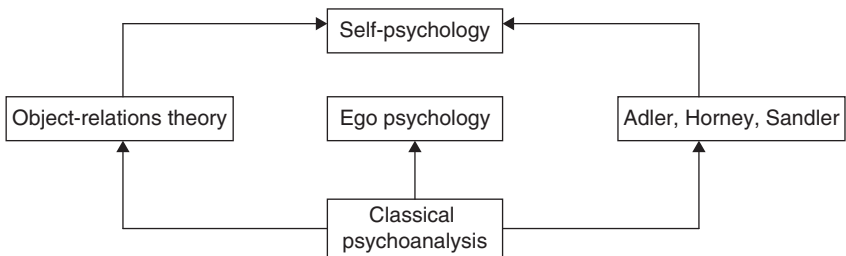 Self-psychology
Object-relations theory
Ego psychology
Adler, Horney, Sandler
Classical
psychoanalysis